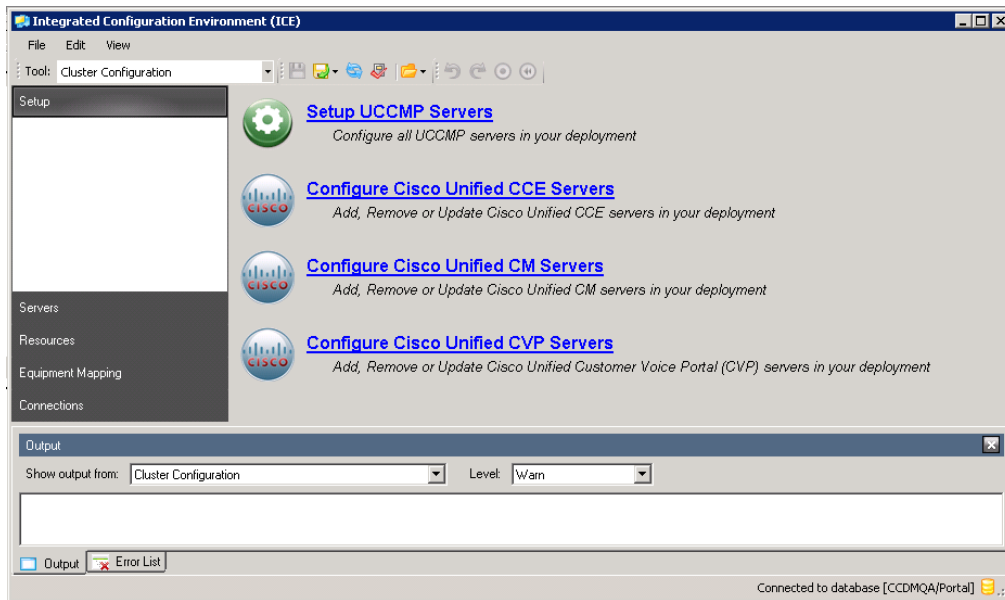 Integrated Configuration Environment (ICE)
File Edit View
Tool: Cluster Configuration
Setup
Setup UCCMP Servers
Configure all UCCMP servers in your deployment
CISCO
Configure Cisco Unified CCE Servers
Add, Remove or Update Cisco Unified CCE servers in your deployment
CISCO
Configure Cisco Unified CM Servers
Add, Remove or Update Cisco Unified CM servers in your deployment
CISCO
Configure Cisco Unified CVP Servers
Add, Remove or Update Cisco Unified Customer Voice Portal (CVP) servers in your deployment
Servers
Resources
Equipment Mapping
Connections
Output
Show output from: Cluster Configuration Level: Warn
Output Error List
Connected to database [CCDMQA/Portal]